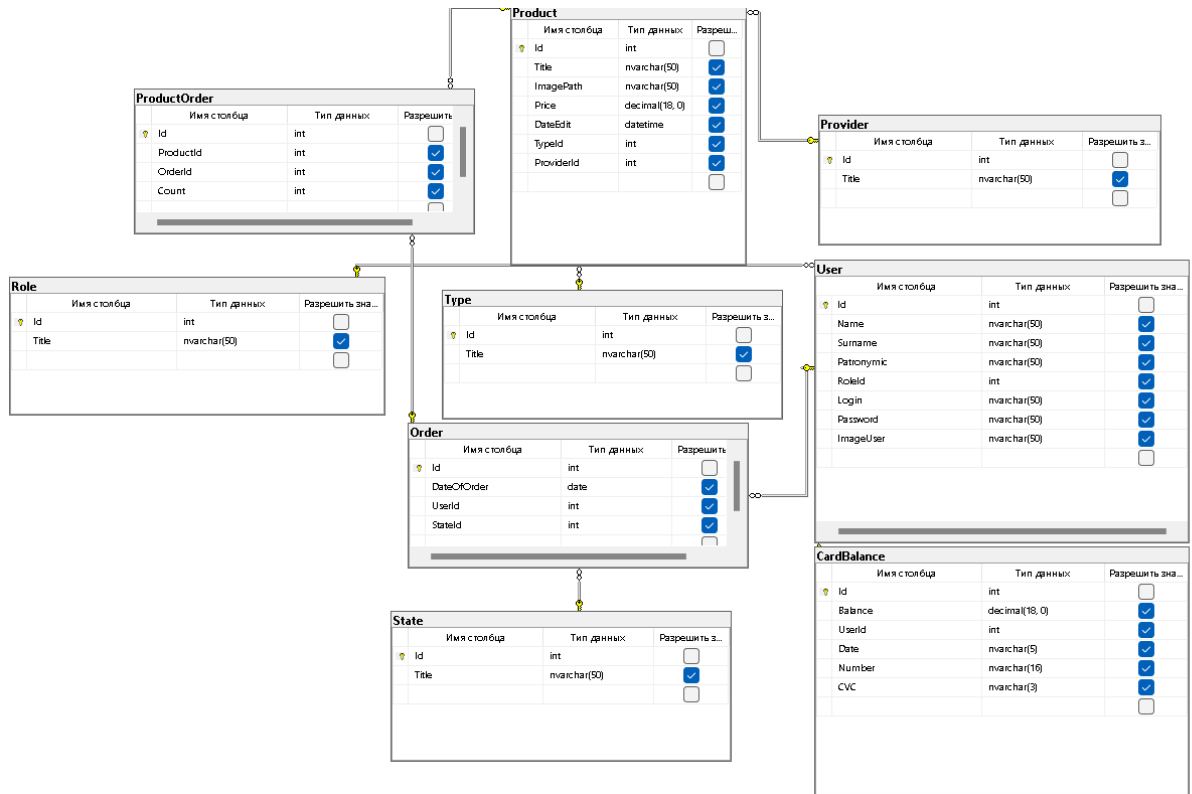 Product
Имя столбца Тип данных Разреш...
Id int
Title nvarchar(50)
ImagePath nvarchar(50)
Price decimal(18, 0)
DateEdit datetime
TypeId int
ProviderId int
ProductOrder
Имя столбца Тип данных Разрешить
Id int
ProductId int
OrderId int
Count int
Provider
Имя столбца Тип данных Разрешить з...
Id int
Title nvarchar(50)
Role
Имя столбца Тип данных Разрешить зна...
Id int
Title nvarchar(50)
Type
Имя столбца Тип данных Разрешить з...
Id int
Title nvarchar(50)
User
Имя столбца Тип данных Разрешить зна...
Id int
Name nvarchar(50)
Surname nvarchar(50)
Patronymic nvarchar(50)
RoleId int
Login nvarchar(50)
Password nvarchar(50)
ImageUser nvarchar(50)
Order
Имя столбца Тип данных Разрешить
Id int
DateOfOrder date
UserId int
StateId int
CardBalance
Имя столбца Тип данных Разрешить зна...
Id int
Balance decimal(18, 0)
UserId int
Date nvarchar(5)
Number nvarchar(16)
CVC nvarchar(3)
State
Имя столбца Тип данных Разрешить з...
Id int
Title nvarchar(50)